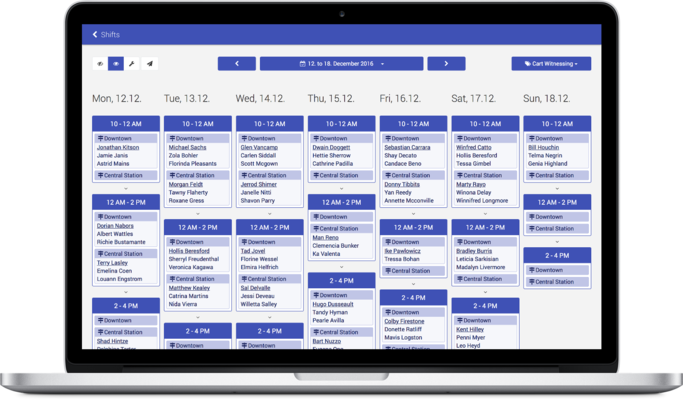 Shifts
12. to 18. December 2016
Cart Witnessing
Mon, 12.12.
10 - 12 AM
Downtown
Jonathan Kitson
Jamie Janis
Astrid Mains
Central Station
12 AM - 2 PM
Downtown
Dorian Nabors
Albert Wattles
Richie Bustamante
Central Station
Terry Lasley
Emelina Coen
Louann Engstrom
2 - 4 PM
Downtown
Central Station
Shad Hintze
Tue, 13.12.
10 - 12 AM
Downtown
Michael Sachs
Zola Bohler
Florinda Pleasants
Central Station
Morgan Feldt
Tawny Flaherty
Roxane Gress
12 AM - 2 PM
Downtown
Hollis Beresford
Sheryl Freudenthal
Veronica Kagawa
Central Station
Matthew Kealey
Catrina Martins
Nida Vierra
2 - 4 PM
Downtown
Wed, 14.12.
10 - 12 AM
Downtown
Glen Vancamp
Carlen Siddall
Scott Mcgown
Central Station
Jerrod Shimer
Janelle Nitti
Shavon Parry
12 AM - 2 PM
Downtown
Tad Jovel
Florine Wessel
Elmira Helfrich
Central Station
Sal Delvalle
Jessi Deveau
Willetta Salley
2 - 4 PM
Downtown
Thu, 15.12.
10 - 12 AM
Downtown
Dwain Doggett
Hettie Sherrow
Cathrine Padilla
Central Station
12 AM - 2 PM
Downtown
Man Reno
Clemencia Bunker
Ka Valenta
2 - 4 PM
Downtown
Hugo Dusseault
Tandy Hyman
Pearie Avilla
Central Station
Bart Nuzzo
Fri, 16.12.
10 - 12 AM
Downtown
Sebastian Carrara
Shay Decato
Candace Beno
Central Station
Donny Tibbits
Yan Reedy
Annette Mcconville
12 AM - 2 PM
Downtown
Ike Pawlowicz
Tressa Bohan
Central Station
2 - 4 PM
Downtown
Colby Firestone
Donette Ratliff
Mavis Logston
Central Station
Sat, 17.12.
10 - 12 AM
Downtown
Winfred Catto
Hollis Beresford
Tessa Gimbel
Central Station
Marty Rayo
Winona Delay
Winnifred Longmore
12 AM - 2 PM
Downtown
Bradley Burris
Leticia Sarkisian
Madalyn Livermore
Central Station
2 - 4 PM
Downtown
Kent Hilley
Penni Myer
Leo Heyd
Sun, 18.12.
10 - 12 AM
Downtown
Bill Houchin
Telma Negrin
Genia Highland
Central Station
12 AM - 2 PM
Downtown
Central Station
2 - 4 PM
Downtown
Central Station